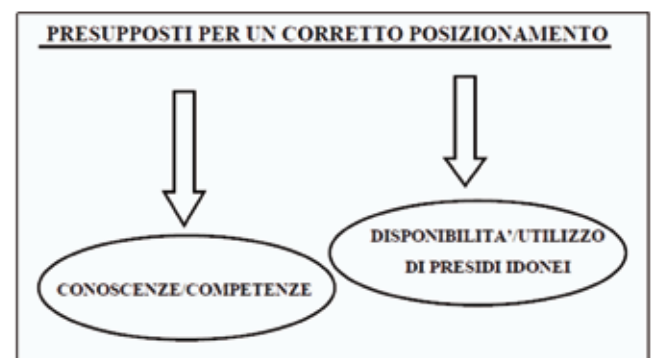 PRESUPPOSTI PER UN CORRETTO POSIZIONAMENTO
DISPONIBILITA'/UTILIZZO
DI PRESIDI IDONEI
CONOSCENZE/COMPETENZE